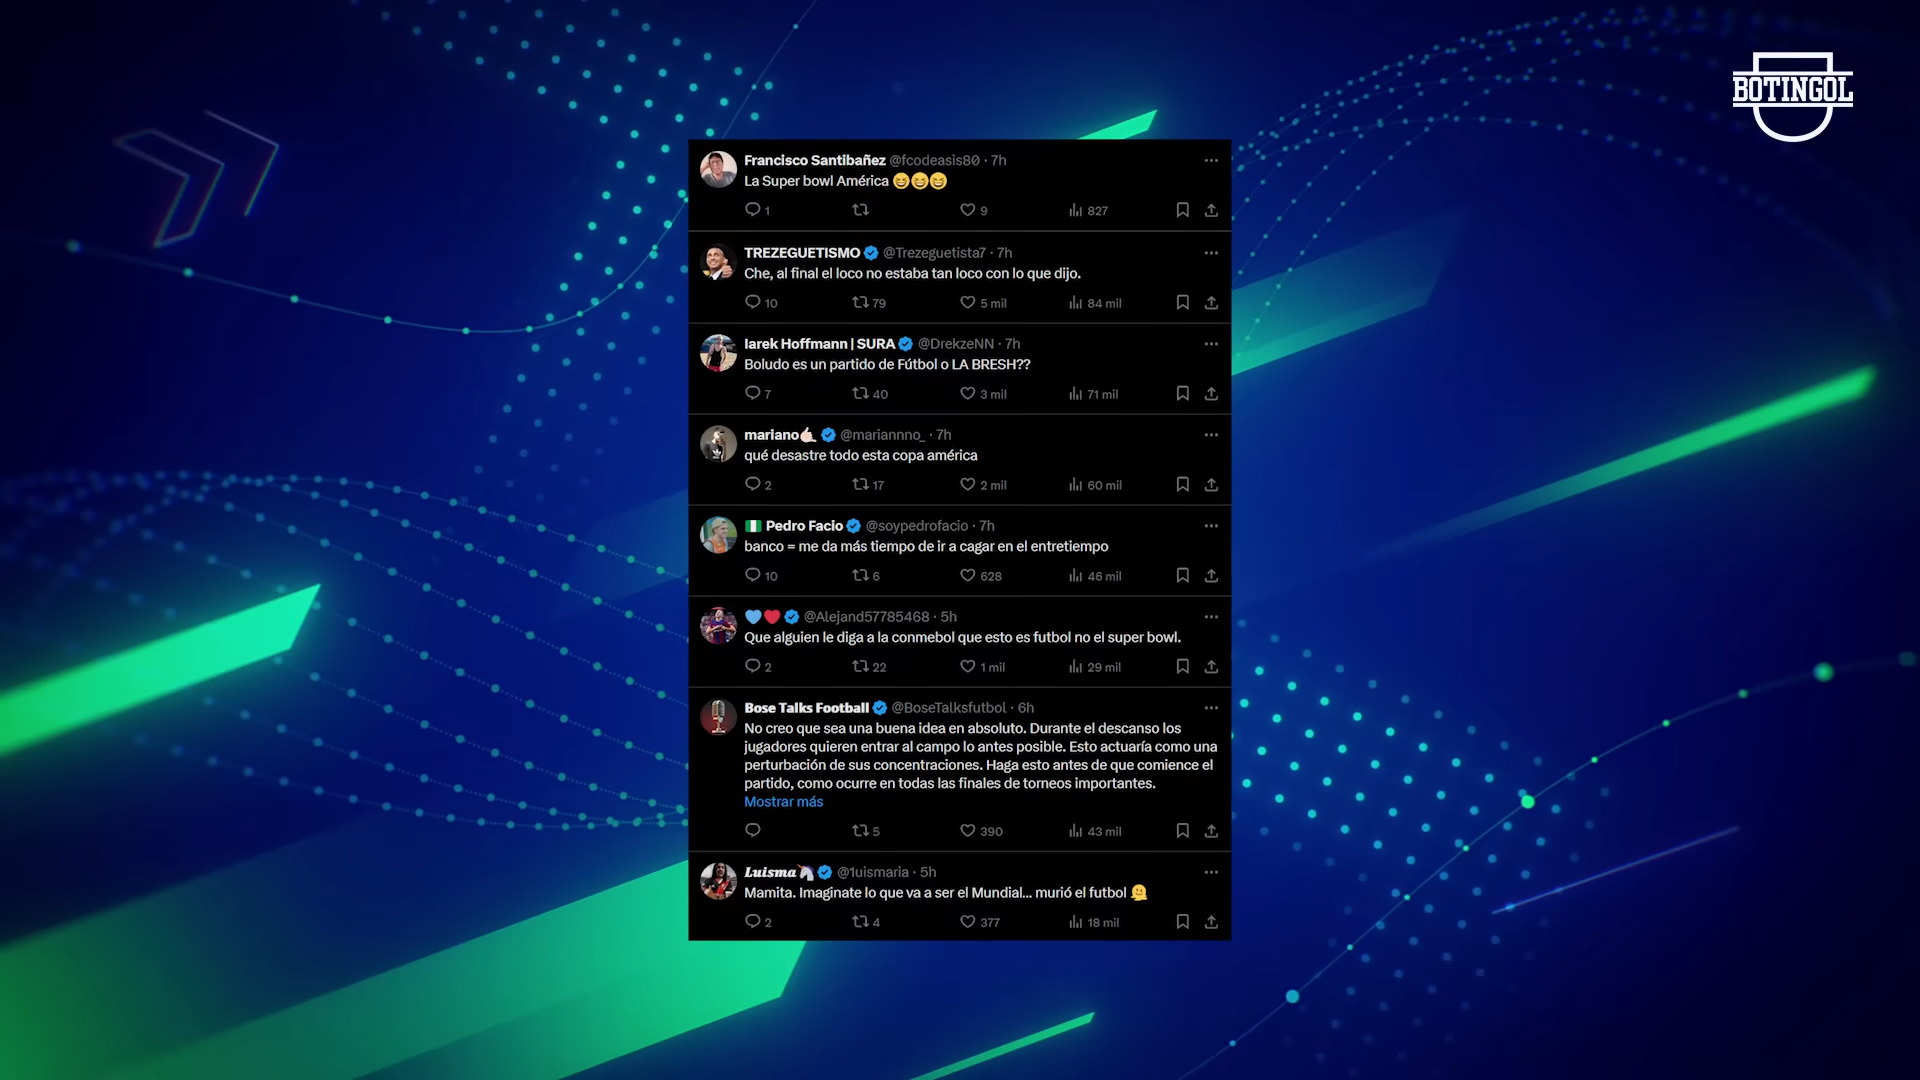 BOTINGOL
Francisco Santibañez @fcodeasis80 · 7h
La Super bowl América 😆😆😆
1 9 827
TREZEGUETISMO @Trezeguetista7 · 7h
Che, al final el loco no estaba tan loco con lo que dijo.
10 79 5 mil 84 mil
Iarek Hoffmann | SURA @DrekzeNN · 7h
Boludo es un partido de Fútbol o LA BRESH??
7 40 3 mil 71 mil
mariano🤙🏻 @mariannno_ · 7h
qué desastre todo esta copa américa
2 17 2 mil 60 mil
🇳🇬 Pedro Facio @soypedrofacio · 7h
banco = me da más tiempo de ir a cagar en el entretiempo
10 6 628 46 mil
🩵❤️ @Alejand57785468 · 5h
Que alguien le diga a la conmebol que esto es futbol no el super bowl.
2 22 1 mil 29 mil
Bose Talks Football @BoseTalksfutbol · 6h
No creo que sea una buena idea en absoluto. Durante el descanso los
jugadores quieren entrar al campo lo antes posible. Esto actuaría como una
perturbación de sus concentraciones. Haga esto antes de que comience el
partido, como ocurre en todas las finales de torneos importantes.
Mostrar más
5 390 43 mil
Luisma🦄 @1uismaria · 5h
Mamita. Imaginate lo que va a ser el Mundial... murió el futbol 🫠
2 4 377 18 mil